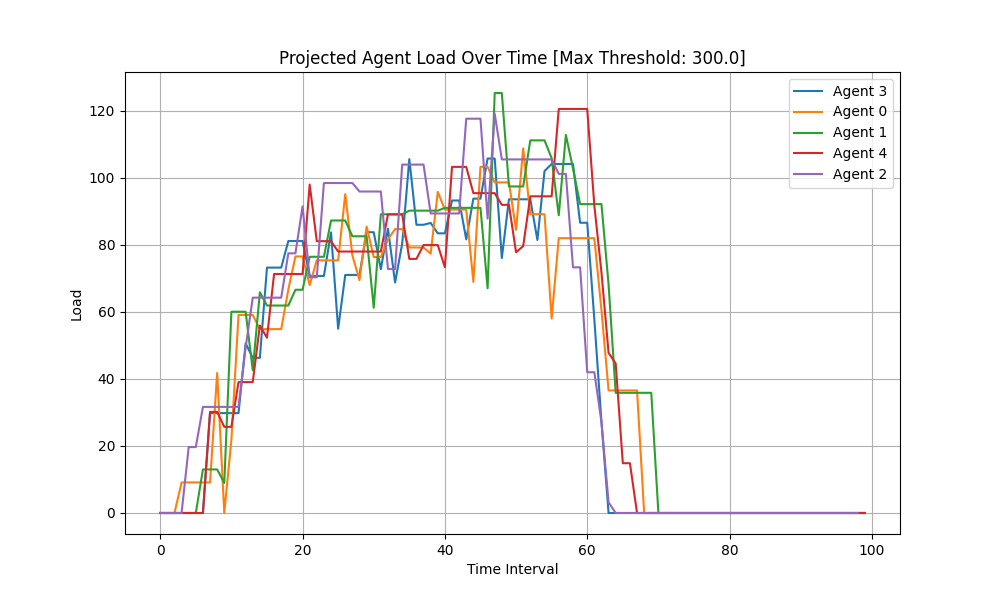 Projected Agent Load Over Time [Max Threshold: 300.0]
Load
120
100
80
60
40
20
0
Agent 3
Agent 0
Agent 1
Agent 4
Agent 2
0 20 40 60 80 100
Time Interval